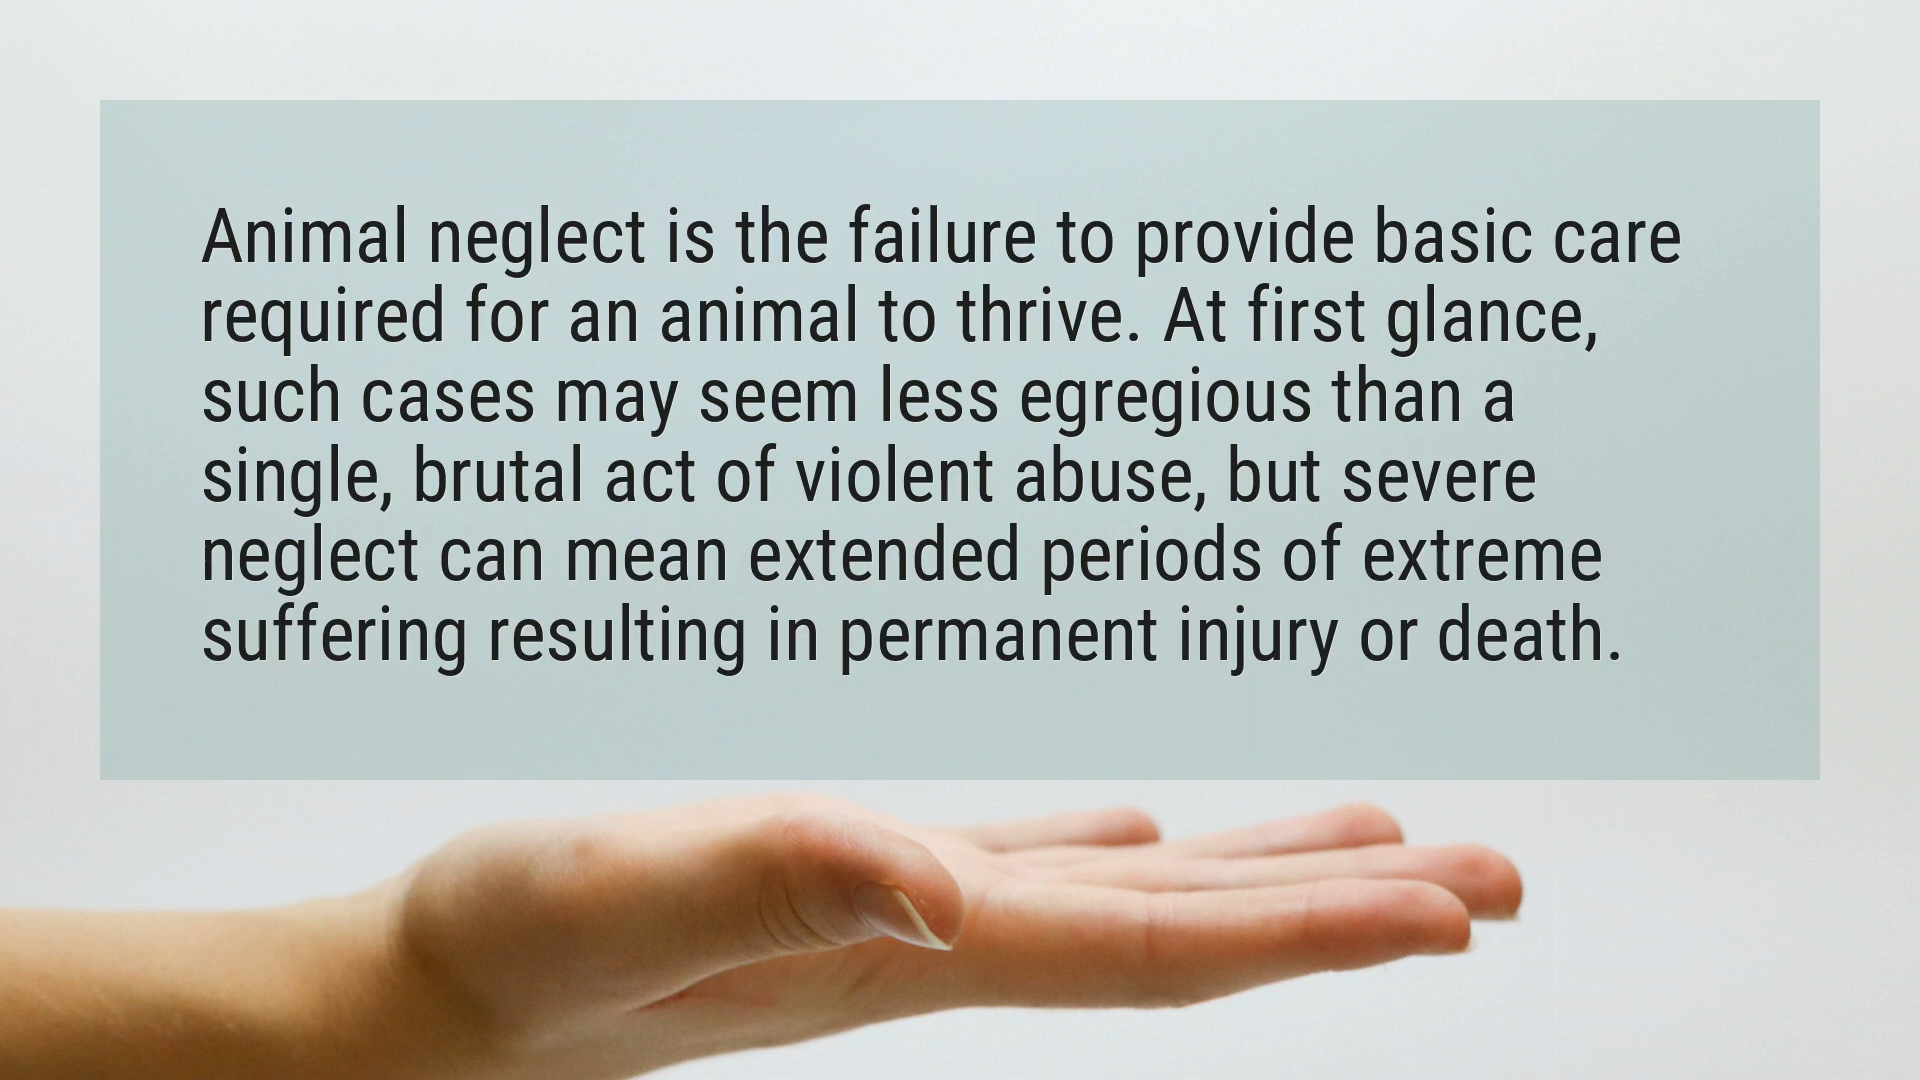 Animal neglect is the failure to provide basic care
required for an animal to thrive. At first glance,
such cases may seem less egregious than a
single, brutal act of violent abuse, but severe
neglect can mean extended periods of extreme
suffering resulting in permanent injury or death.